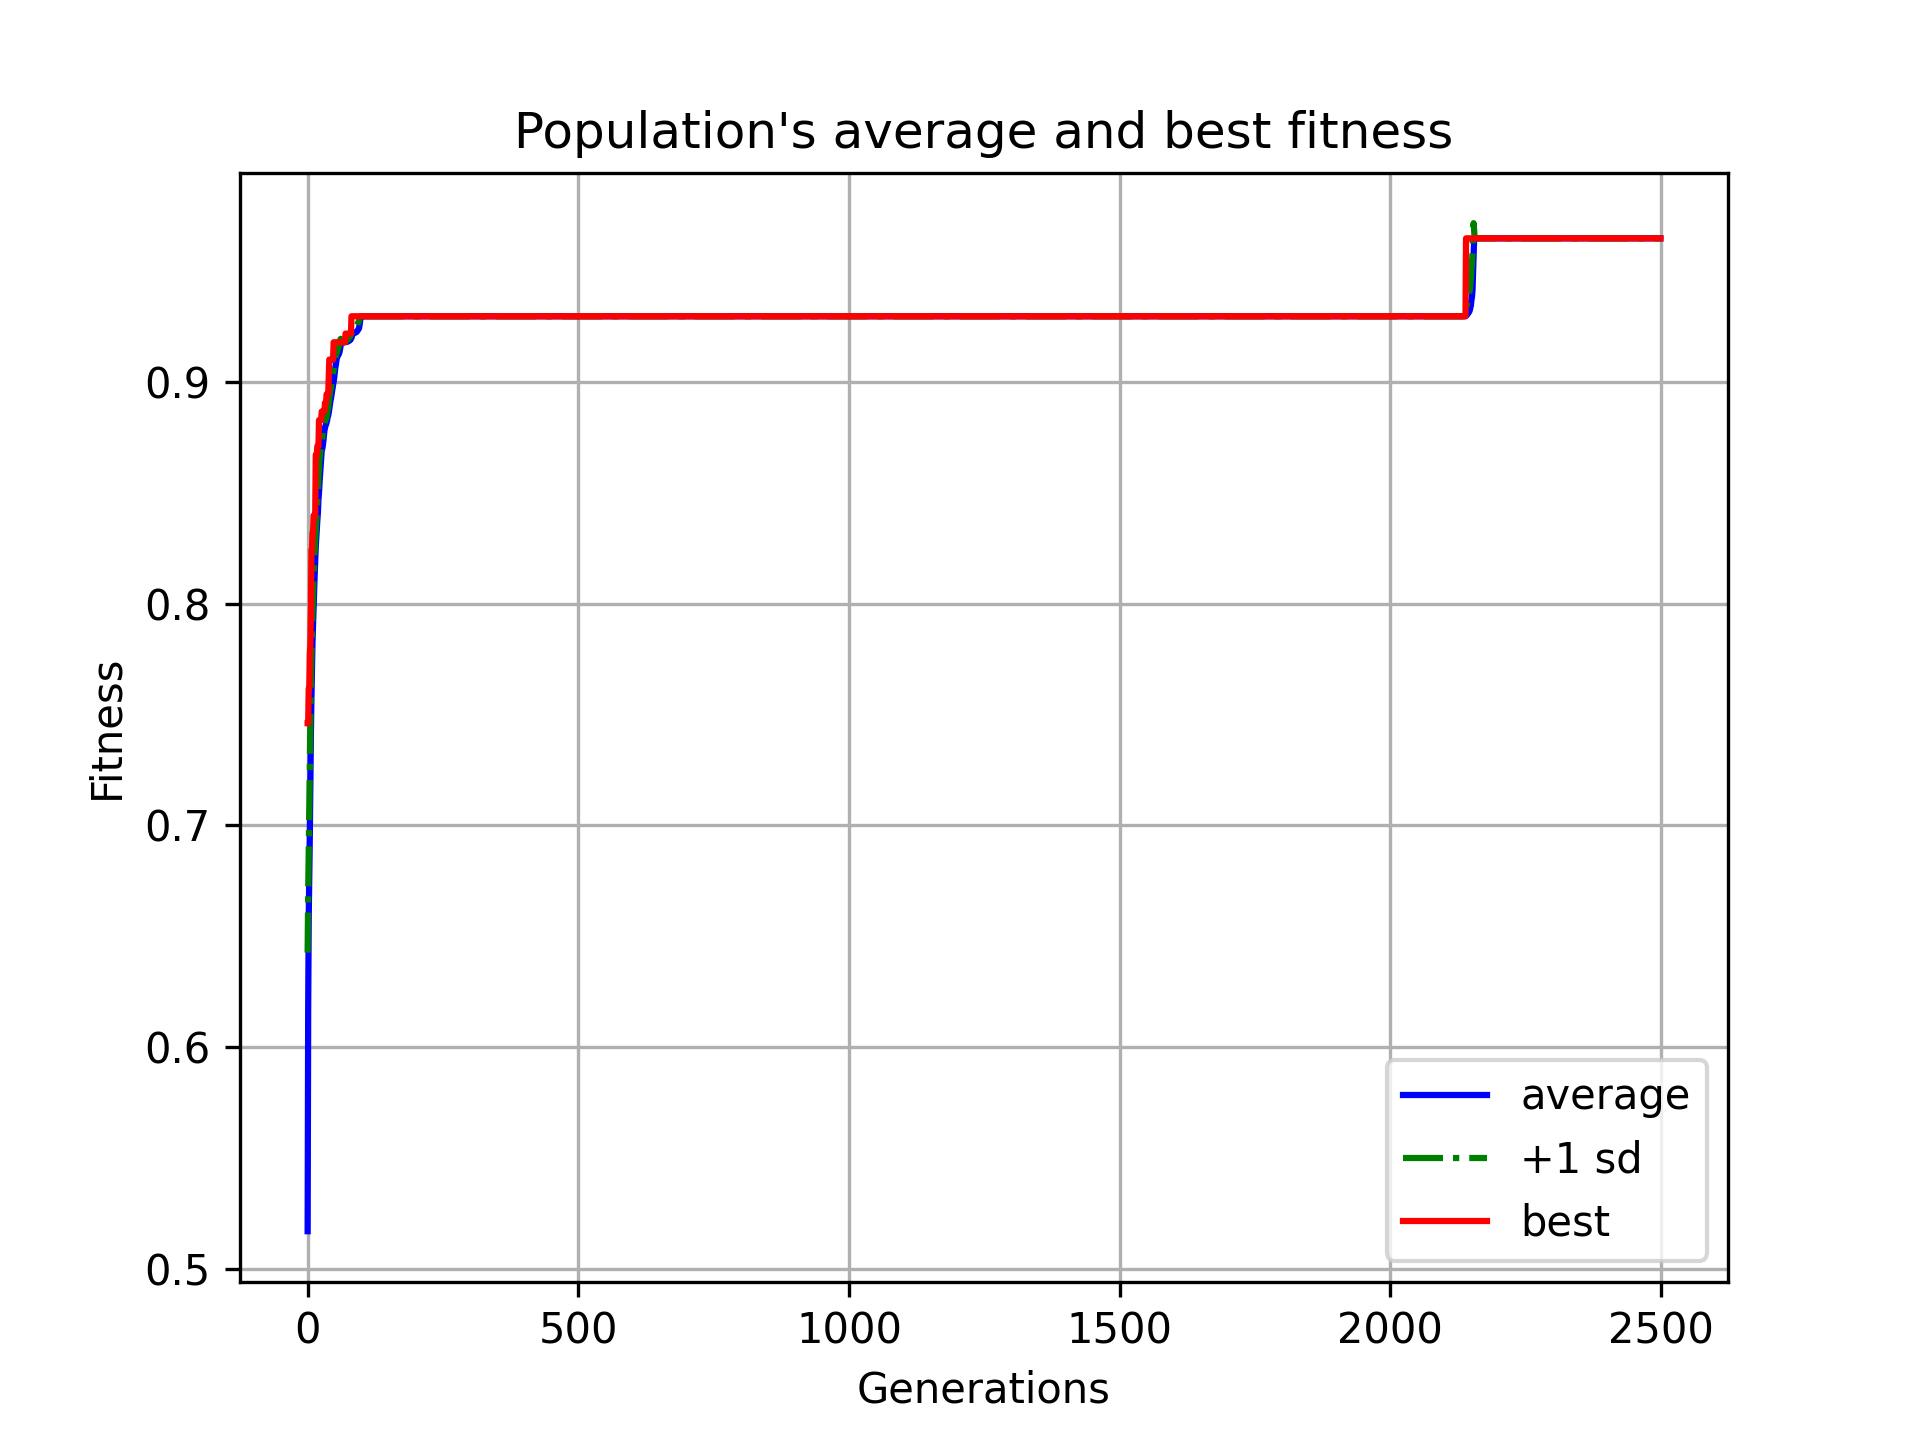 Population's average and best fitness
Fitness
0.9
0.8
0.7
0.6
0.5
average
+1 sd
best
0 500 1000 1500 2000 2500
Generations